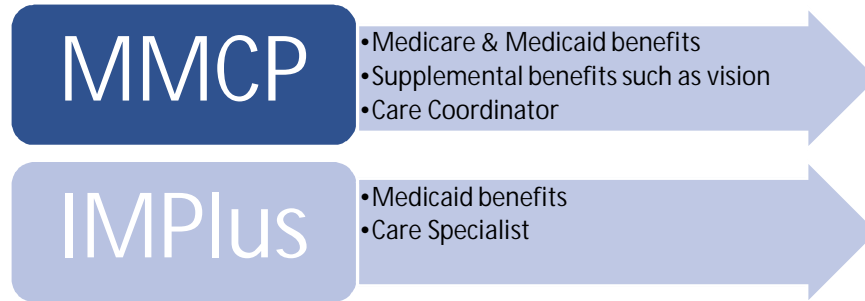 MMCP
•Medicare & Medicaid benefits
•Supplemental benefits such as vision
•Care Coordinator
IMPlus
•Medicaid benefits
•Care Specialist